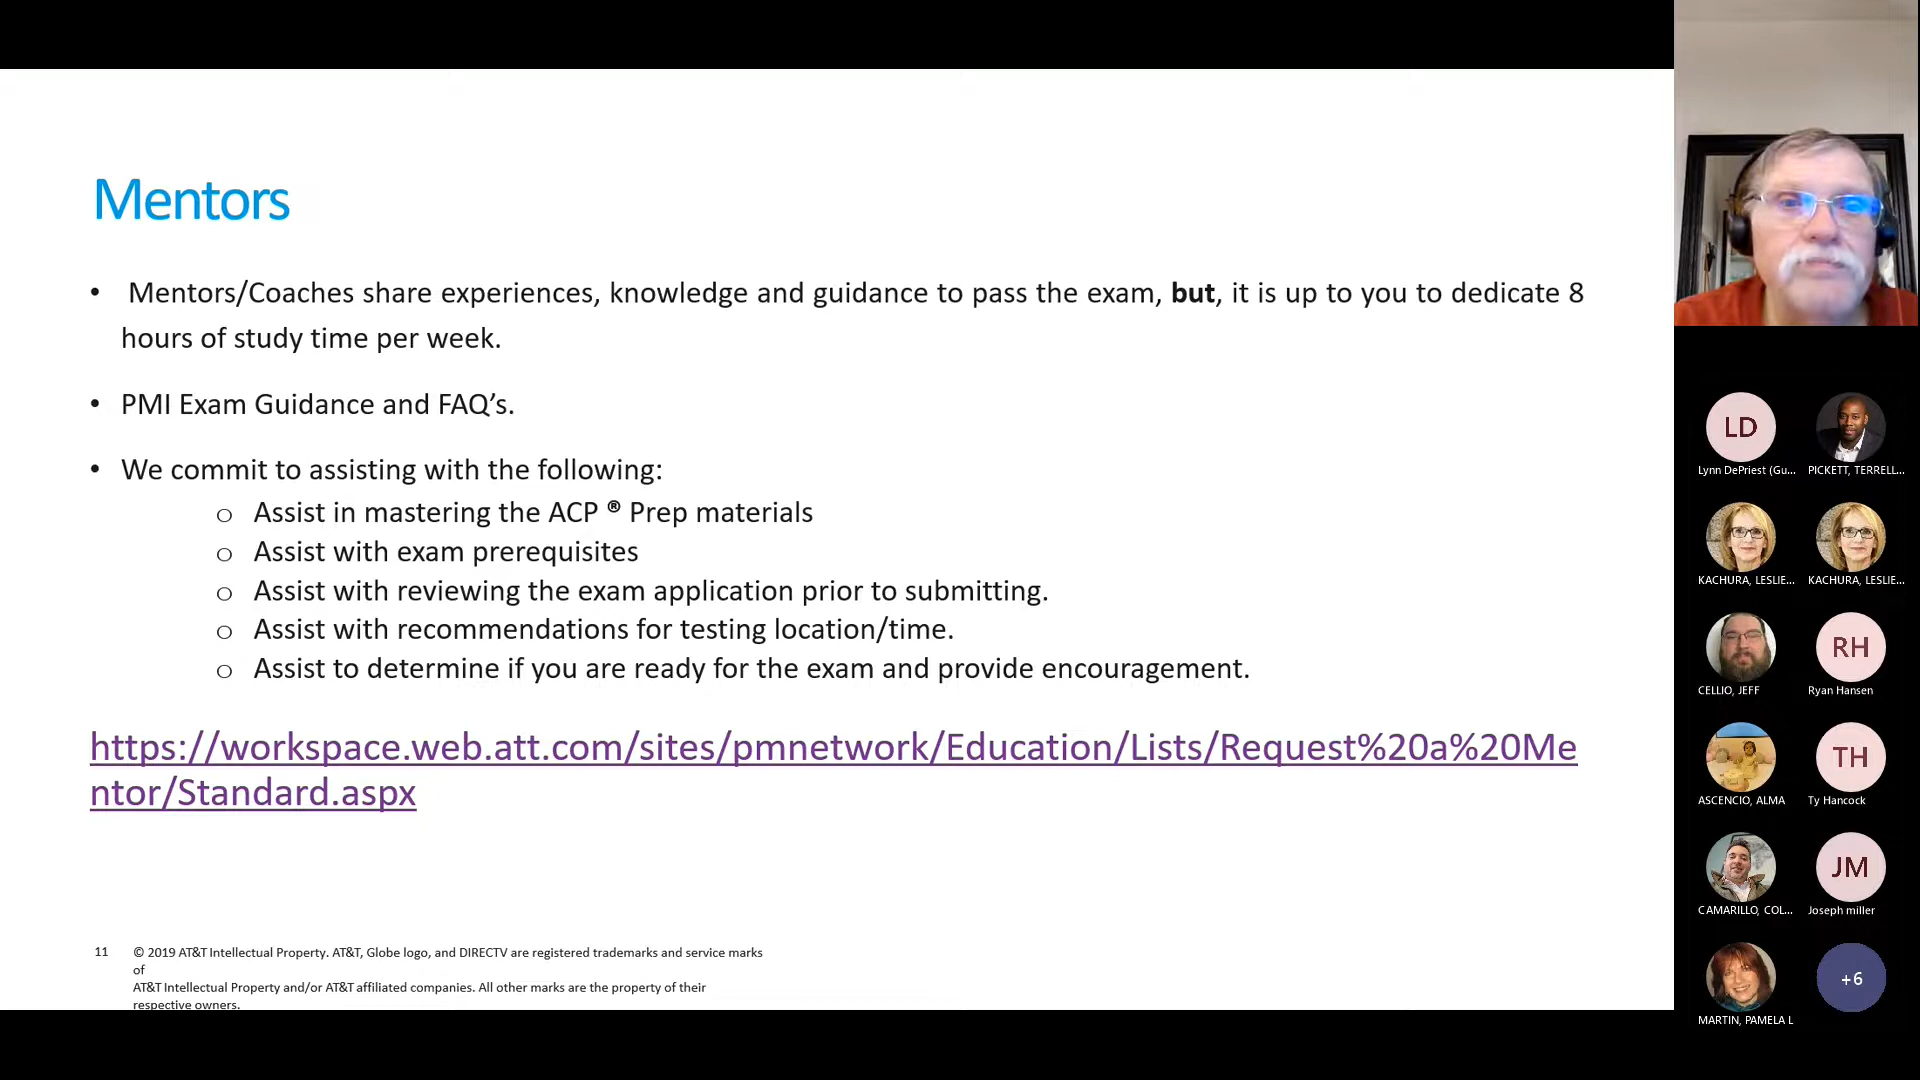 Mentors
• Mentors/Coaches share experiences, knowledge and guidance to pass the exam, but, it is up to you to dedicate 8
hours of study time per week.
• PMI Exam Guidance and FAQ’s.
• We commit to assisting with the following:
o Assist in mastering the ACP ® Prep materials
o Assist with exam prerequisites
o Assist with reviewing the exam application prior to submitting.
o Assist with recommendations for testing location/time.
o Assist to determine if you are ready for the exam and provide encouragement.
https://workspace.web.att.com/sites/pmnetwork/Education/Lists/Request%20a%20Me
ntor/Standard.aspx
11
© 2019 AT&T Intellectual Property. AT&T, Globe logo, and DIRECTV are registered trademarks and service marks
of
AT&T Intellectual Property and/or AT&T affiliated companies. All other marks are the property of their
respective owners.
LD
Lynn DePriest (Gu...
PICKETT, TERRELL...
KACHURA, LESLIE...
KACHURA, LESLIE...
CELLIO, JEFF
RH
Ryan Hansen
ASCENCIO, ALMA
TH
Ty Hancock
CAMARILLO, COL...
JM
Joseph miller
MARTIN, PAMELA L
+6